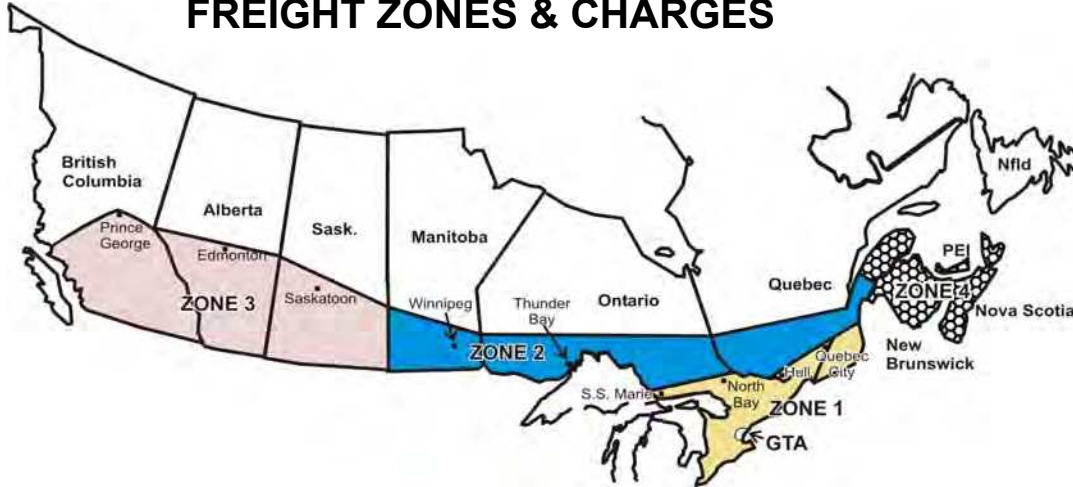 FREIGHT ZONES & CHARGES
British
Columbia
Prince
George
Alberta
Edmonton
Sask.
Saskatoon
ZONE 3
Manitoba
Winnipeg
ZONE 2
Thunder
Bay
Ontario
S.S. Marie
North
Bay
Hull
Quebec
City
Quebec
ZONE 1
GTA
Nfld
PEI
ZONE 4
Nova Scotia
New
Brunswick